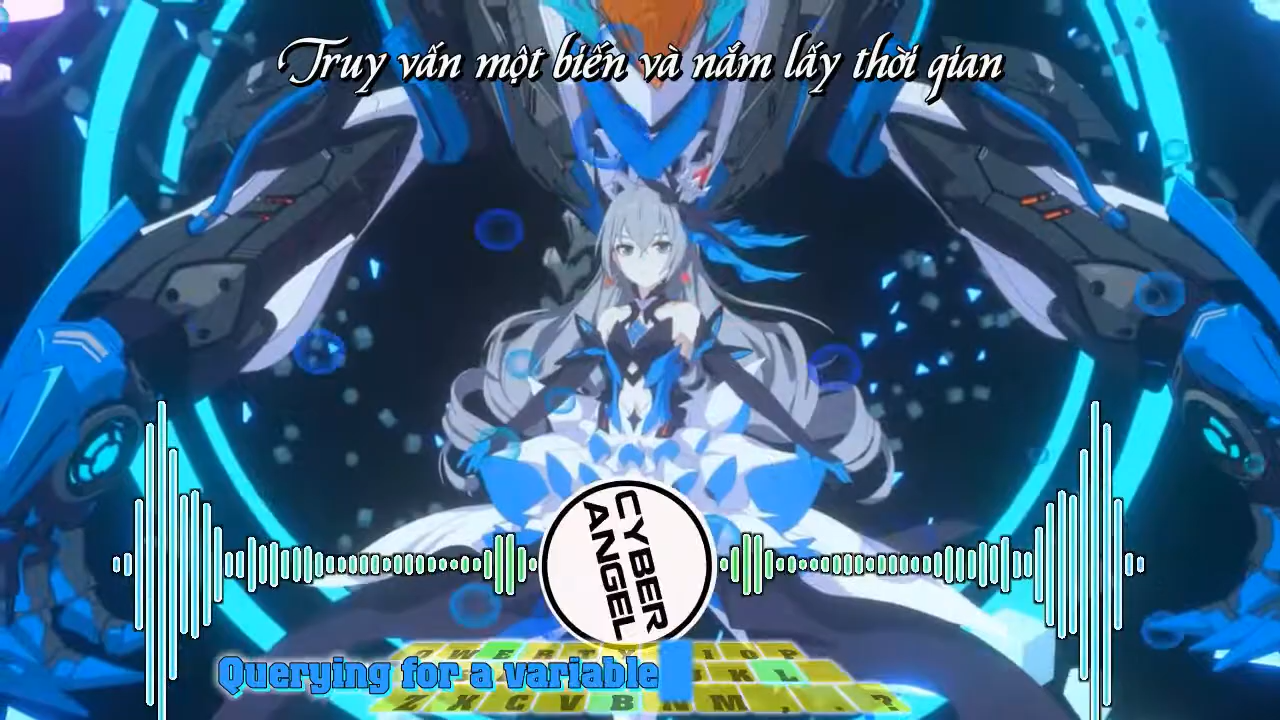 Truy vấn một biến và nắm lấy thời gian
CYBER
ANGEL
Q W E R T Y I O P
Querying for a variable
J K L
Z X C V B N M , . ?